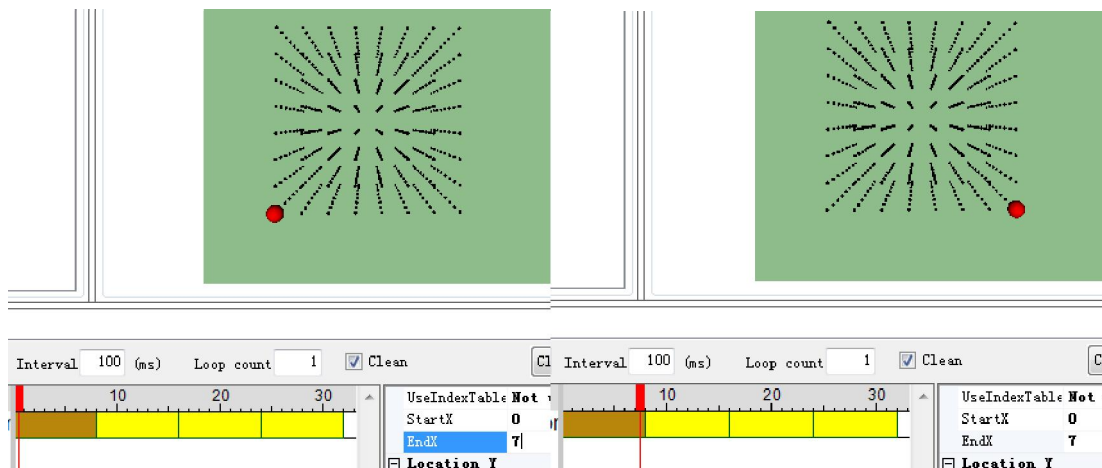 Interval 100 (ms) Loop count 1 Clean
10 20 30
UseIndexTable Not
StartX 0
EndX 7
Location Y
Interval 100 (ms) Loop count 1 Clean
10 20 30
UseIndexTable Not
StartX 0
EndX 7
Location Y